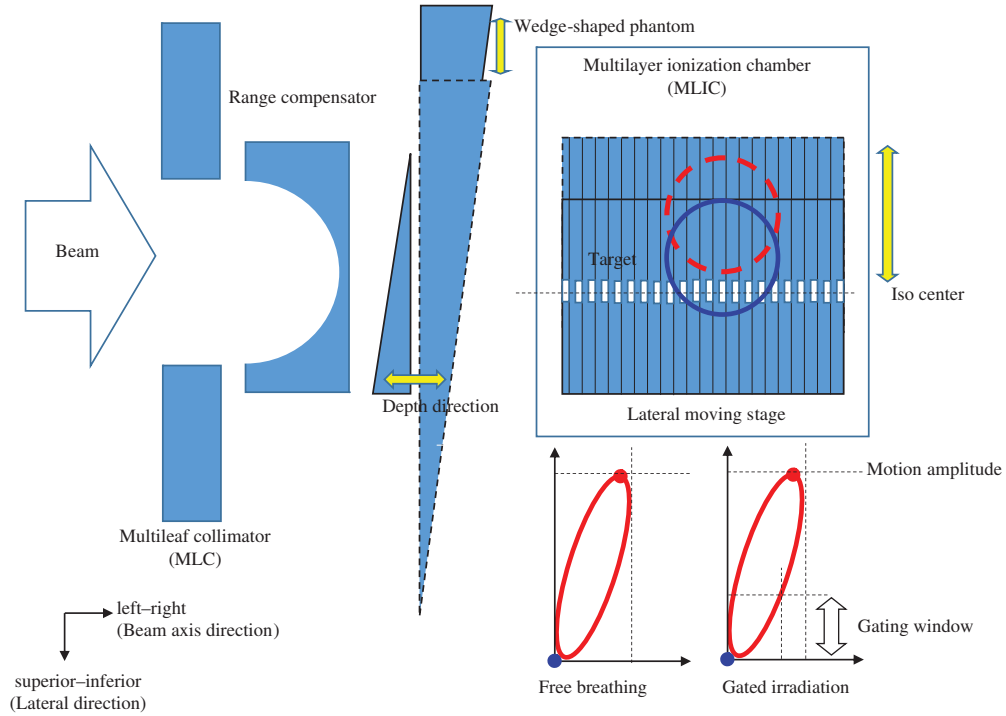 Wedge-shaped phantom
Multilayer ionization chamber
(MLIC)
Range compensator
Beam
Target
Iso center
Depth direction
Lateral moving stage
Motion amplitude
Multileaf collimator
(MLC)
left–right
(Beam axis direction)
Gating window
superior–inferior
(Lateral direction)
Free breathing
Gated irradiation